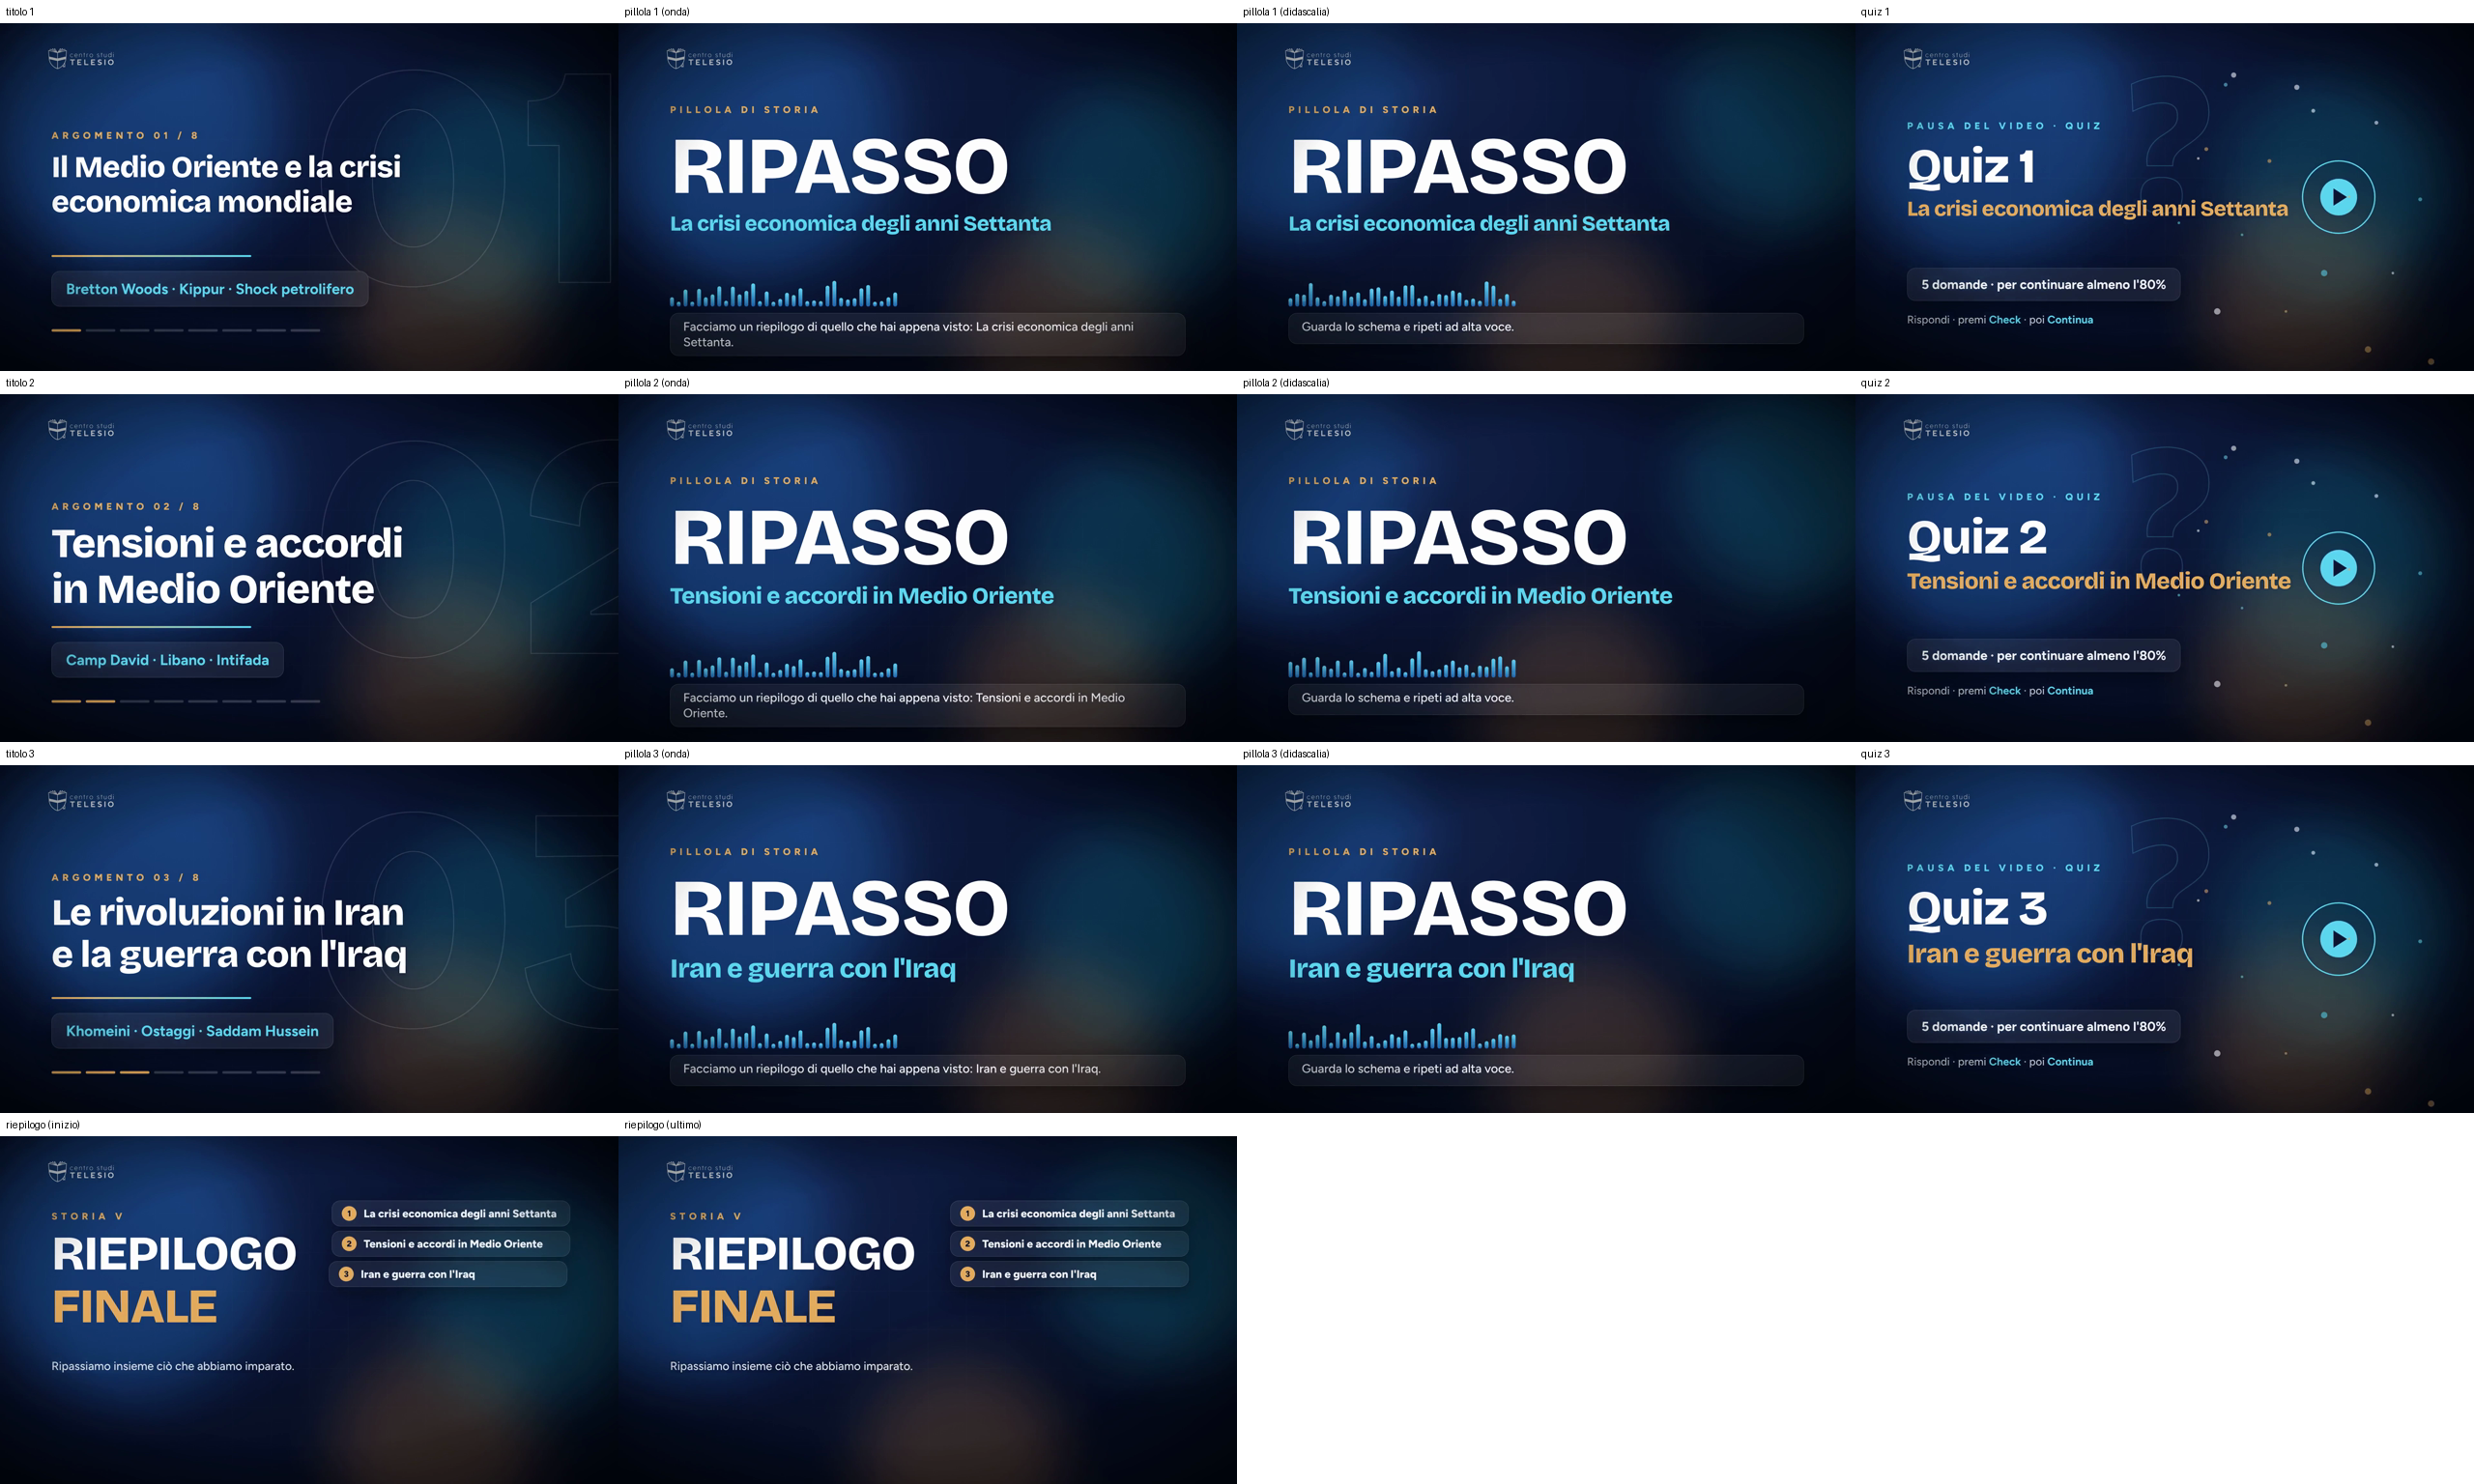 titolo 1
centro studi
TELESIO
01
ARGOMENTO 01 / 8
Il Medio Oriente e la crisi
economica mondiale
Bretton Woods · Kippur · Shock petrolifero
pillola 1 (onda)
centro studi
TELESIO
PILLOLA DI STORIA
RIPASSO
La crisi economica degli anni Settanta
Facciamo un riepilogo di quello che hai appena visto: La crisi economica degli anni
Settanta.
pillola 1 (didascalia)
centro studi
TELESIO
PILLOLA DI STORIA
RIPASSO
La crisi economica degli anni Settanta
Guarda lo schema e ripeti ad alta voce.
quiz 1
centro studi
TELESIO
?
PAUSA DEL VIDEO · QUIZ
Quiz 1
La crisi economica degli anni Settanta
5 domande · per continuare almeno l'80%
Rispondi · premi Check · poi Continua
titolo 2
centro studi
TELESIO
02
ARGOMENTO 02 / 8
Tensioni e accordi
in Medio Oriente
Camp David · Libano · Intifada
pillola 2 (onda)
centro studi
TELESIO
PILLOLA DI STORIA
RIPASSO
Tensioni e accordi in Medio Oriente
Facciamo un riepilogo di quello che hai appena visto: Tensioni e accordi in Medio
Oriente.
pillola 2 (didascalia)
centro studi
TELESIO
PILLOLA DI STORIA
RIPASSO
Tensioni e accordi in Medio Oriente
Guarda lo schema e ripeti ad alta voce.
quiz 2
centro studi
TELESIO
?
PAUSA DEL VIDEO · QUIZ
Quiz 2
Tensioni e accordi in Medio Oriente
5 domande · per continuare almeno l'80%
Rispondi · premi Check · poi Continua
titolo 3
centro studi
TELESIO
03
ARGOMENTO 03 / 8
Le rivoluzioni in Iran
e la guerra con l'Iraq
Khomeini · Ostaggi · Saddam Hussein
pillola 3 (onda)
centro studi
TELESIO
PILLOLA DI STORIA
RIPASSO
Iran e guerra con l'Iraq
Facciamo un riepilogo di quello che hai appena visto: Iran e guerra con l'Iraq.
pillola 3 (didascalia)
centro studi
TELESIO
PILLOLA DI STORIA
RIPASSO
Iran e guerra con l'Iraq
Guarda lo schema e ripeti ad alta voce.
quiz 3
centro studi
TELESIO
?
PAUSA DEL VIDEO · QUIZ
Quiz 3
Iran e guerra con l'Iraq
5 domande · per continuare almeno l'80%
Rispondi · premi Check · poi Continua
riepilogo (inizio)
centro studi
TELESIO
STORIA V
RIEPILOGO
FINALE
Ripassiamo insieme ciò che abbiamo imparato.
1 La crisi economica degli anni Settanta
2 Tensioni e accordi in Medio Oriente
3 Iran e guerra con l'Iraq
riepilogo (ultimo)
centro studi
TELESIO
STORIA V
RIEPILOGO
FINALE
Ripassiamo insieme ciò che abbiamo imparato.
1 La crisi economica degli anni Settanta
2 Tensioni e accordi in Medio Oriente
3 Iran e guerra con l'Iraq